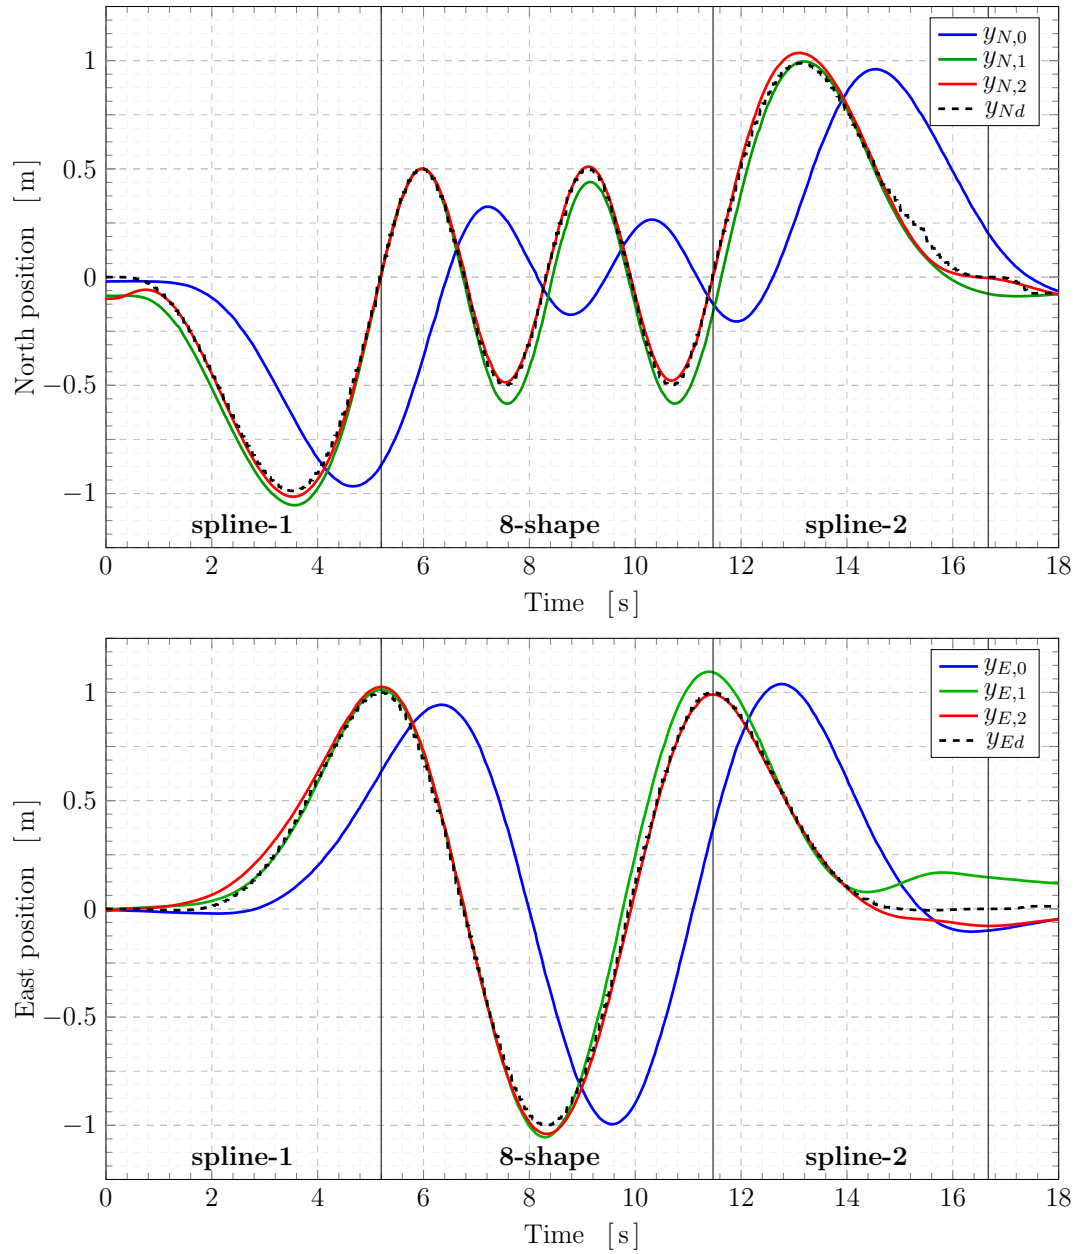 y_{N,0}
y_{N,1}
y_{N,2}
y_{Nd}
North position [m]
1
0.5
0
−0.5
−1
spline-1 8-shape spline-2
0 2 4 6 8 10 12 14 16 18
Time [s]
y_{E,0}
y_{E,1}
y_{E,2}
y_{Ed}
East position [m]
1
0.5
0
−0.5
−1
spline-1 8-shape spline-2
0 2 4 6 8 10 12 14 16 18
Time [s]